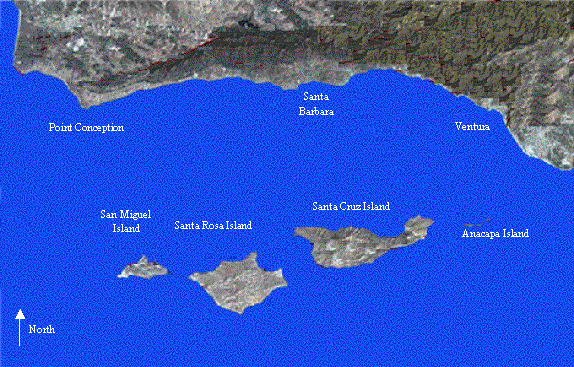 Santa
Barbara
Point Conception
Ventura
San Miguel
Island
Santa Rosa Island
Santa Cruz Island
Anacapa Island
North